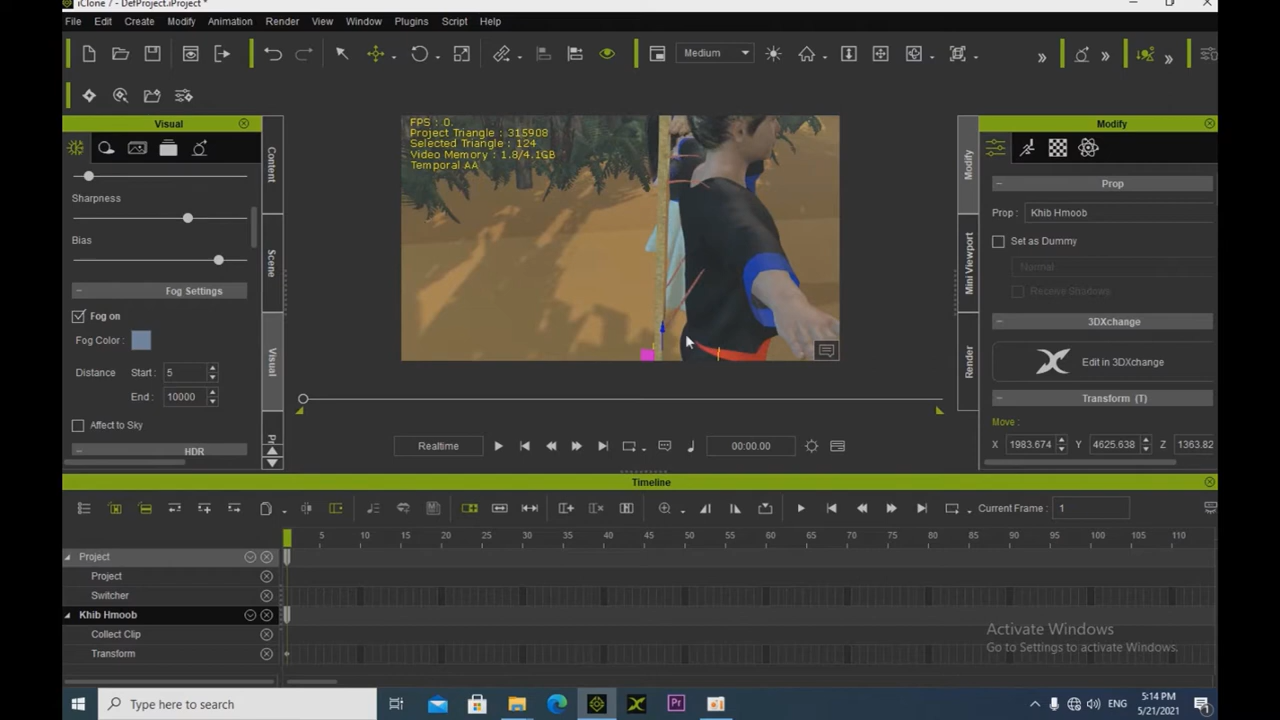 iClone 7 - DefProject.iProject *
File Edit Create Modify Animation Render View Window Plugins Script Help
Medium
Visual
Content
Scene
Visual
Sharpness
Bias
Fog Settings
Fog on
Fog Color :
Distance Start : 5
End : 10000
Affect to Sky
HDR
FPS : 0.
Project Triangle : 315908
Selected Triangle : 124
Video Memory : 1.8/4.1GB
Temporal AA
Modify
Mini Viewport
Render
Modify
Prop
Prop : Khib Hmoob
Set as Dummy
Normal
Receive Shadows
3DXchange
Edit in 3DXchange
Transform (T)
Move :
X 1983.674 Y 4625.638 Z 1363.82
Realtime
00:00.00
Timeline
Current Frame : 1
5 10 15 20 25 30 35 40 45 50 55 60 65 70 75 80 85 90 95 100 105 110
Project
Project
Switcher
Khib Hmoob
Collect Clip
Transform
Activate Windows
Go to Settings to activate Windows.
Type here to search
ENG
5:14 PM
5/21/2021